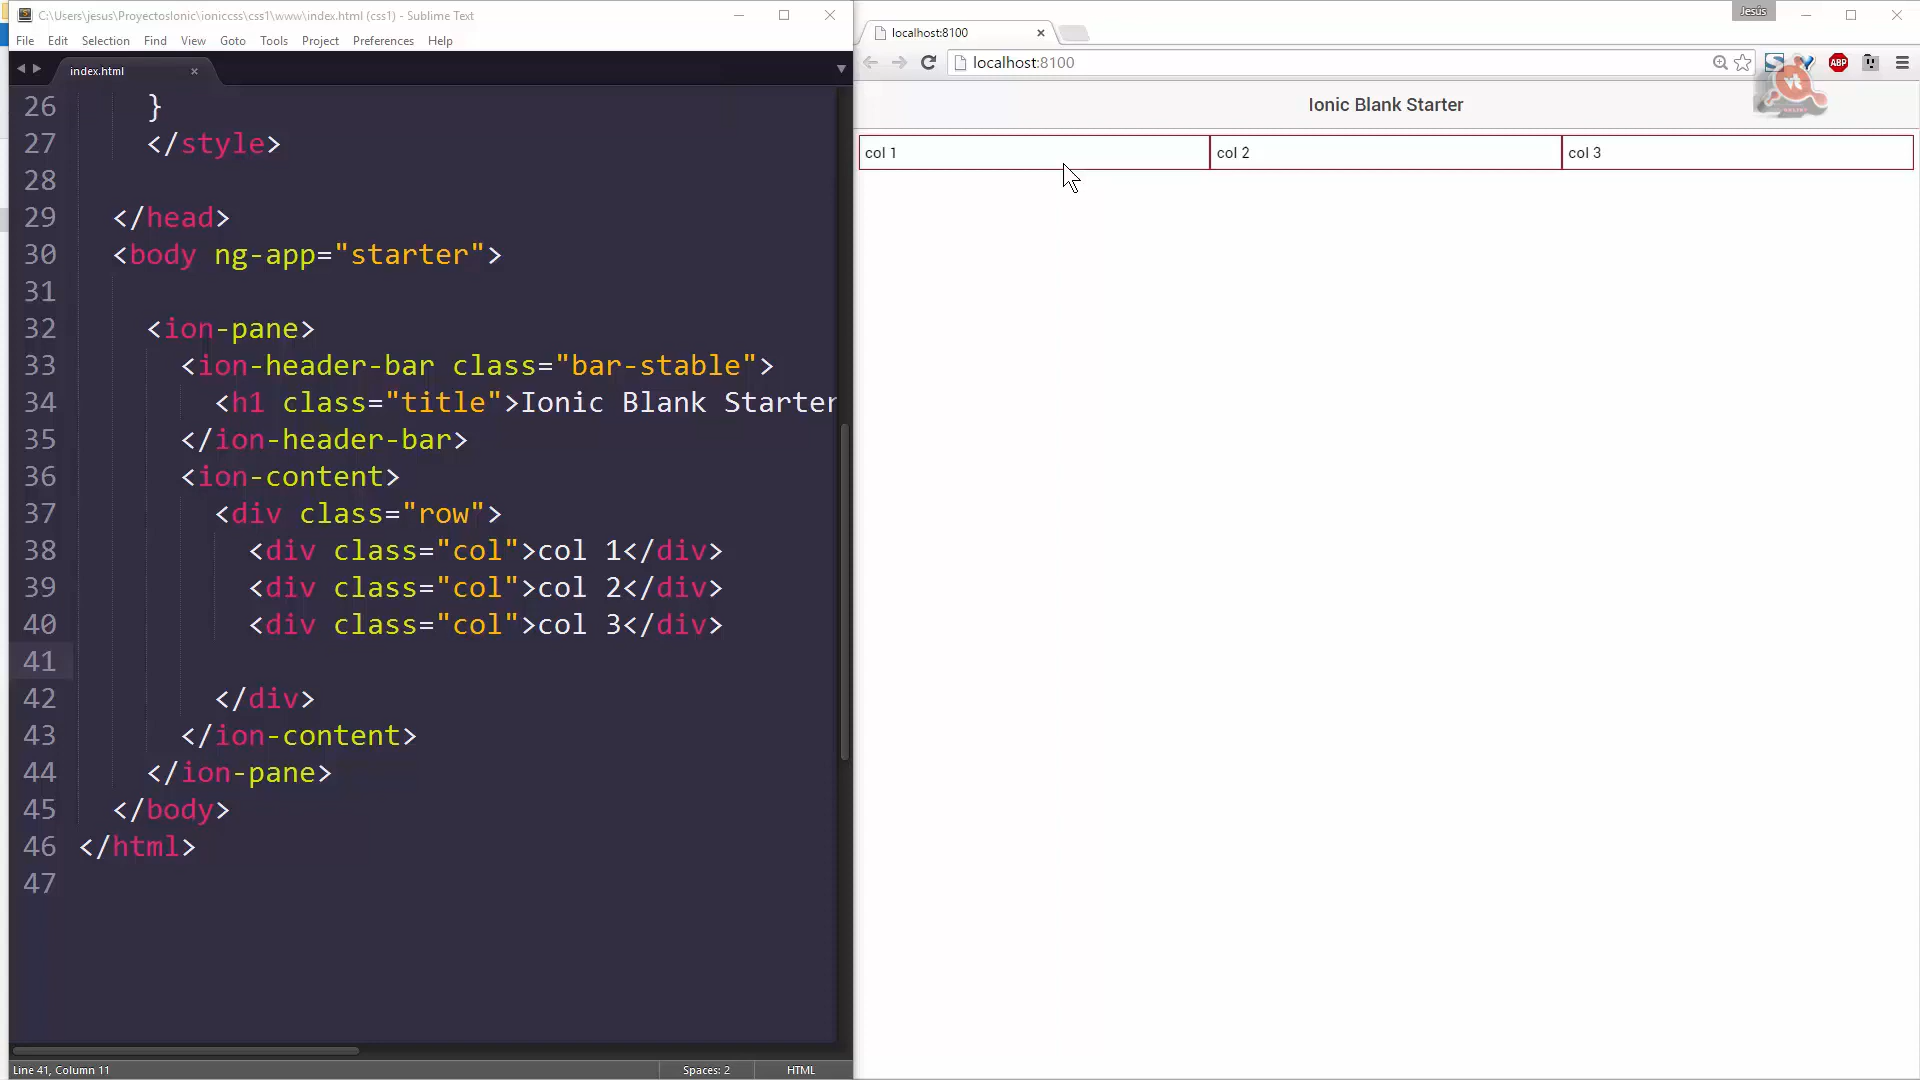 C:\Users\jesus\ProyectosIonic\ioniccss\css1\www\index.html (css1) - Sublime Text
File Edit Selection Find View Goto Tools Project Preferences Help
index.html
26 }
27 </style>
28
29 </head>
30 <body ng-app="starter">
31
32 <ion-pane>
33 <ion-header-bar class="bar-stable">
34 <h1 class="title">Ionic Blank Starter
35 </ion-header-bar>
36 <ion-content>
37 <div class="row">
38 <div class="col">col 1</div>
39 <div class="col">col 2</div>
40 <div class="col">col 3</div>
41
42 </div>
43 </ion-content>
44 </ion-pane>
45 </body>
46 </html>
47
Line 41, Column 11 Spaces: 2 HTML
Jesús
localhost:8100
localhost:8100
ABP
vt
Ionic Blank Starter
col 1 col 2 col 3